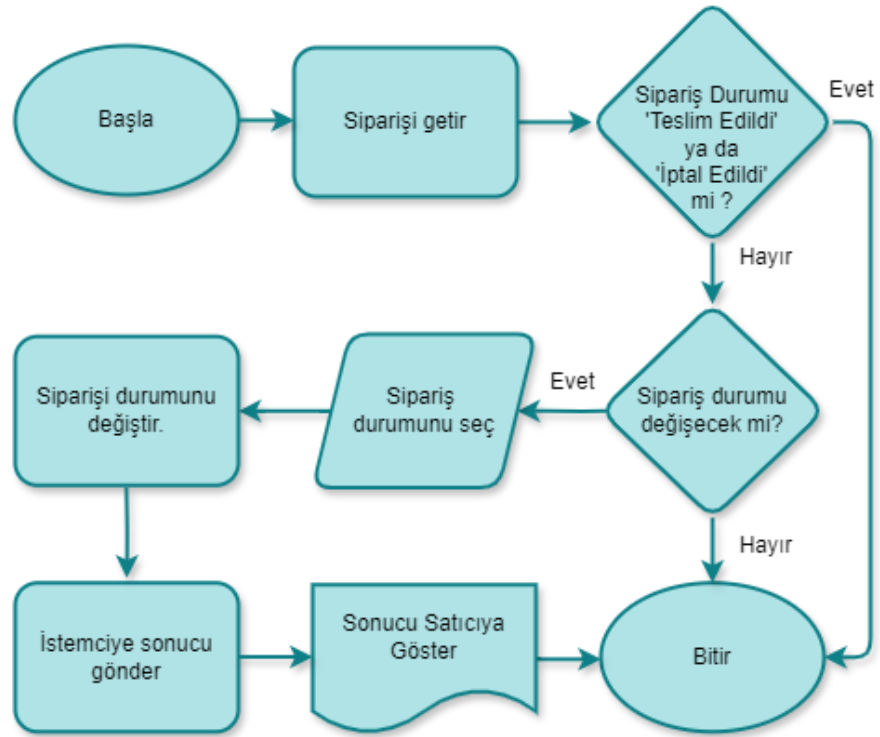 Başla
Siparişi getir
Sipariş Durumu
'Teslim Edildi'
ya da
'İptal Edildi'
mi ?
Evet
Hayır
Siparişi durumunu
değiştir.
Sipariş
durumunu seç
Evet
Sipariş durumu
değişecek mi?
Hayır
İstemciye sonucu
gönder
Sonucu Satıcıya
Göster
Bitir